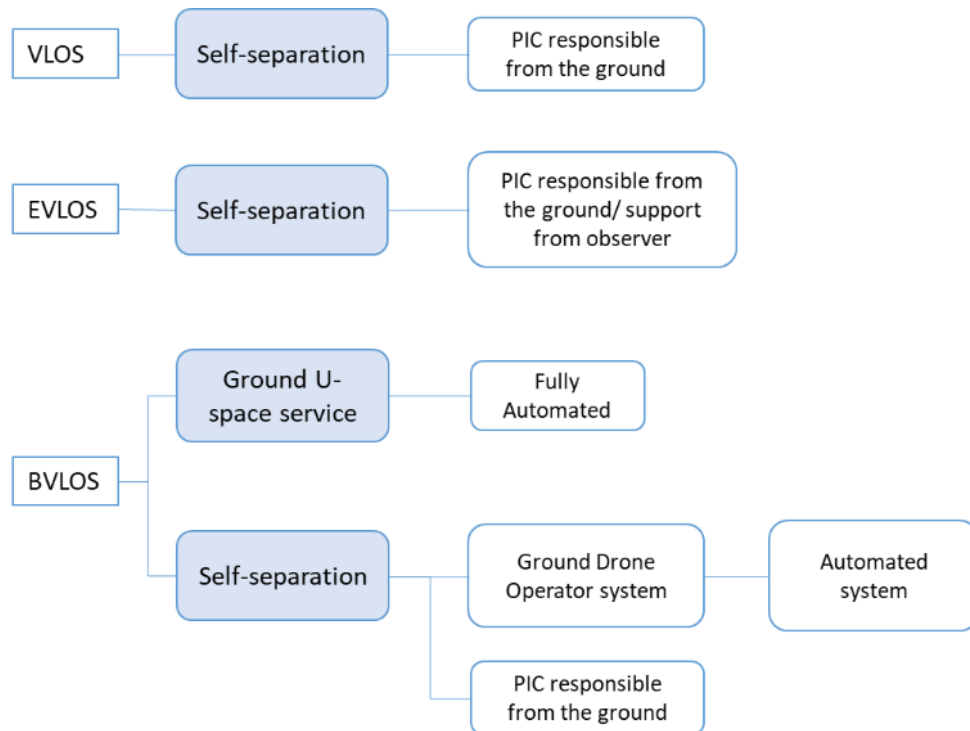 VLOS
Self-separation
PIC responsible
from the ground
EVLOS
Self-separation
PIC responsible from
the ground/ support
from observer
BVLOS
Ground U-
space service
Fully
Automated
Self-separation
Ground Drone
Operator system
Automated
system
PIC responsible
from the ground